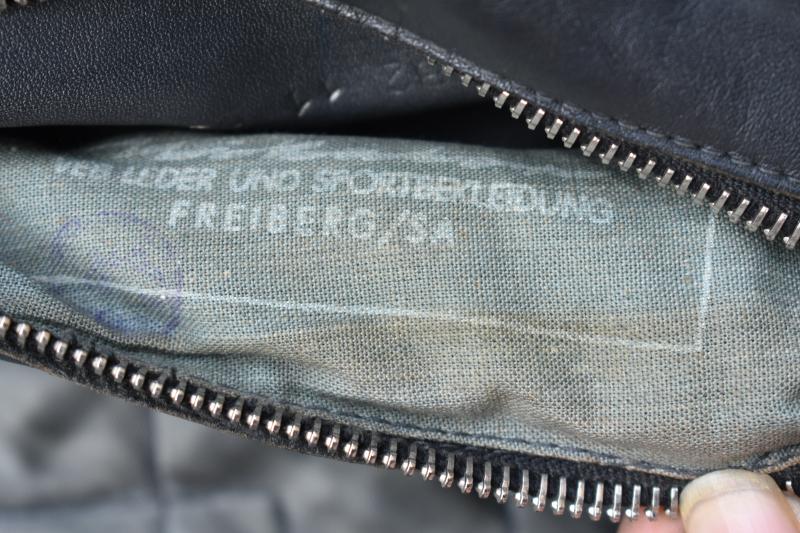 VEB LEDER UND SPORTBEKLEIDUNG
FREIBERG/SA